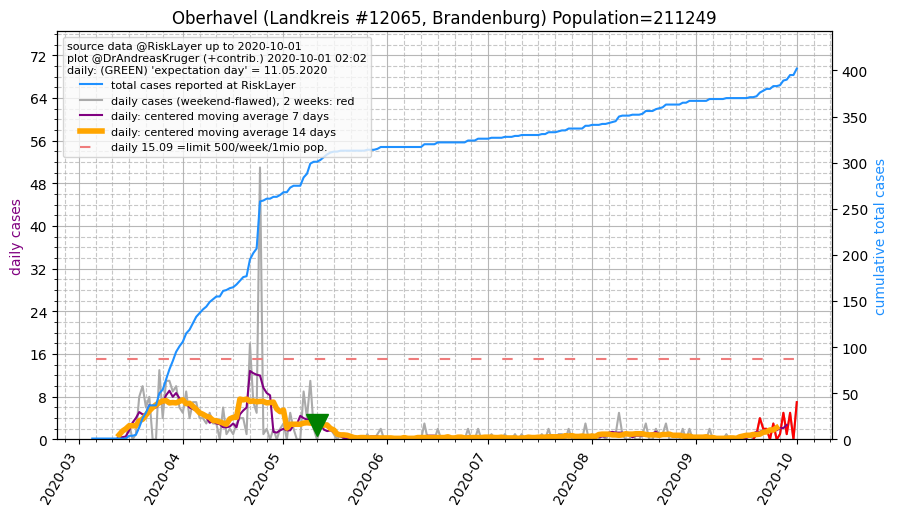 Oberhavel (Landkreis #12065, Brandenburg) Population=211249
source data @RiskLayer up to 2020-10-01
plot @DrAndreasKruger (+contrib.) 2020-10-01 02:02
daily: (GREEN) 'expectation day' = 11.05.2020
total cases reported at RiskLayer
daily cases (weekend-flawed), 2 weeks: red
daily: centered moving average 7 days
daily: centered moving average 14 days
daily 15.09 =limit 500/week/1mio pop.
daily cases
72
64
56
48
40
32
24
16
8
0
cumulative total cases
400
350
300
250
200
150
100
50
0
2020-03
2020-04
2020-05
2020-06
2020-07
2020-08
2020-09
2020-10